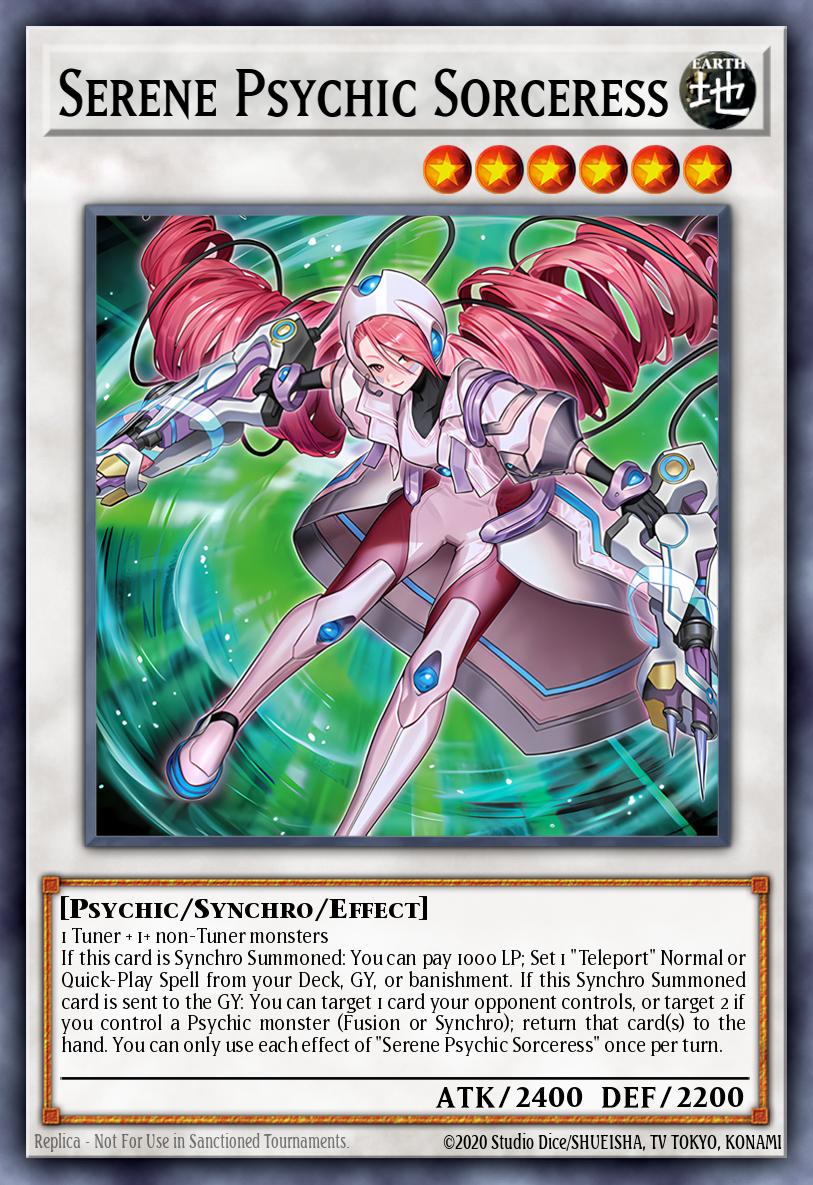 Serene Psychic Sorceress
EARTH
地
[Psychic/Synchro/Effect]
1 Tuner + 1+ non-Tuner monsters
If this card is Synchro Summoned: You can pay 1000 LP; Set 1 "Teleport" Normal or
Quick-Play Spell from your Deck, GY, or banishment. If this Synchro Summoned
card is sent to the GY: You can target 1 card your opponent controls, or target 2 if
you control a Psychic monster (Fusion or Synchro); return that card(s) to the
hand. You can only use each effect of "Serene Psychic Sorceress" once per turn.
ATK/2400 DEF/2200
Replica - Not For Use in Sanctioned Tournaments.
©2020 Studio Dice/SHUEISHA, TV TOKYO, KONAMI